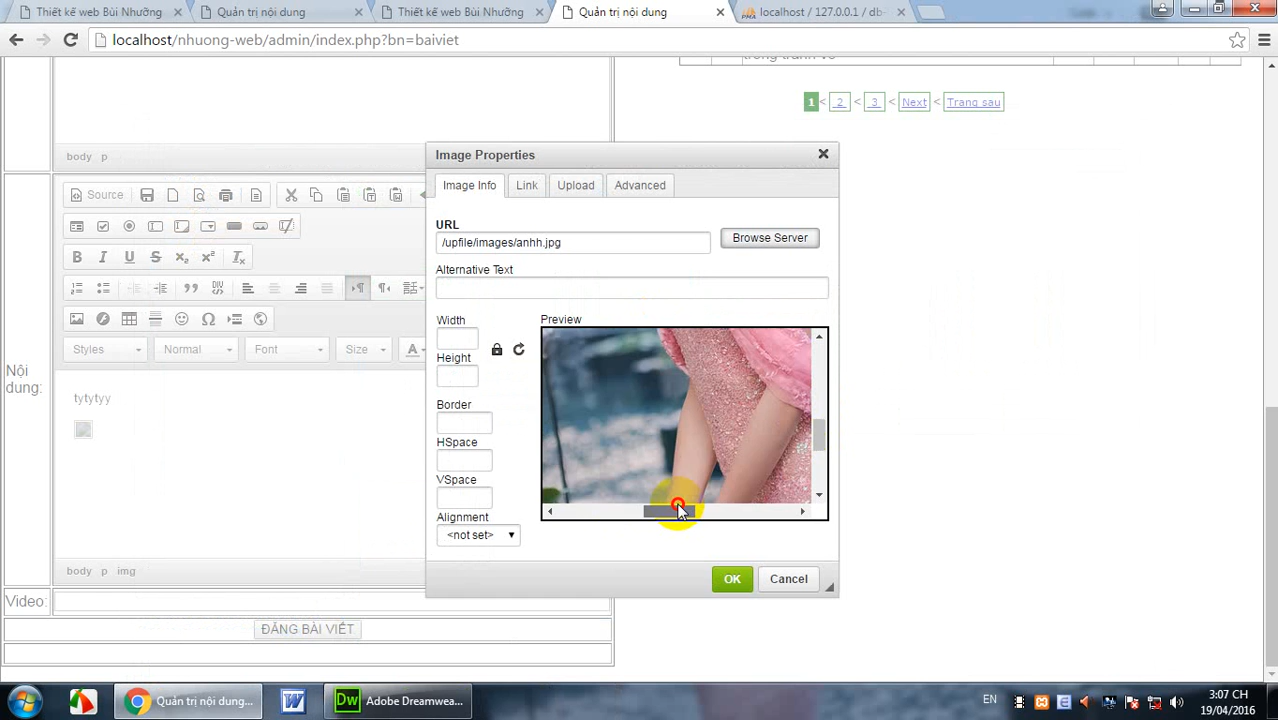 Thiết kế web Bùi Nhường
Quản trị nội dung
Thiết kế web Bùi Nhường
Quản trị nội dung
localhost / 127.0.0.1 / db-
localhost/nhuong-web/admin/index.php?bn=baiviet
1 < 2 < 3 < Next < Trang sau
body p
Image Properties
Image Info
Link
Upload
Advanced
Source
URL
/upfile/images/anhh.jpg
Browse Server
Alternative Text
Width
Preview
Height
Styles
Normal
Font
Size
A
Nội
dung:
tytytyy
Border
HSpace
VSpace
Alignment
<not set>
body p img
OK
Cancel
Video:
ĐĂNG BÀI VIẾT
Quản trị nội dung...
Adobe Dreamwea...
EN
3:07 CH
19/04/2016